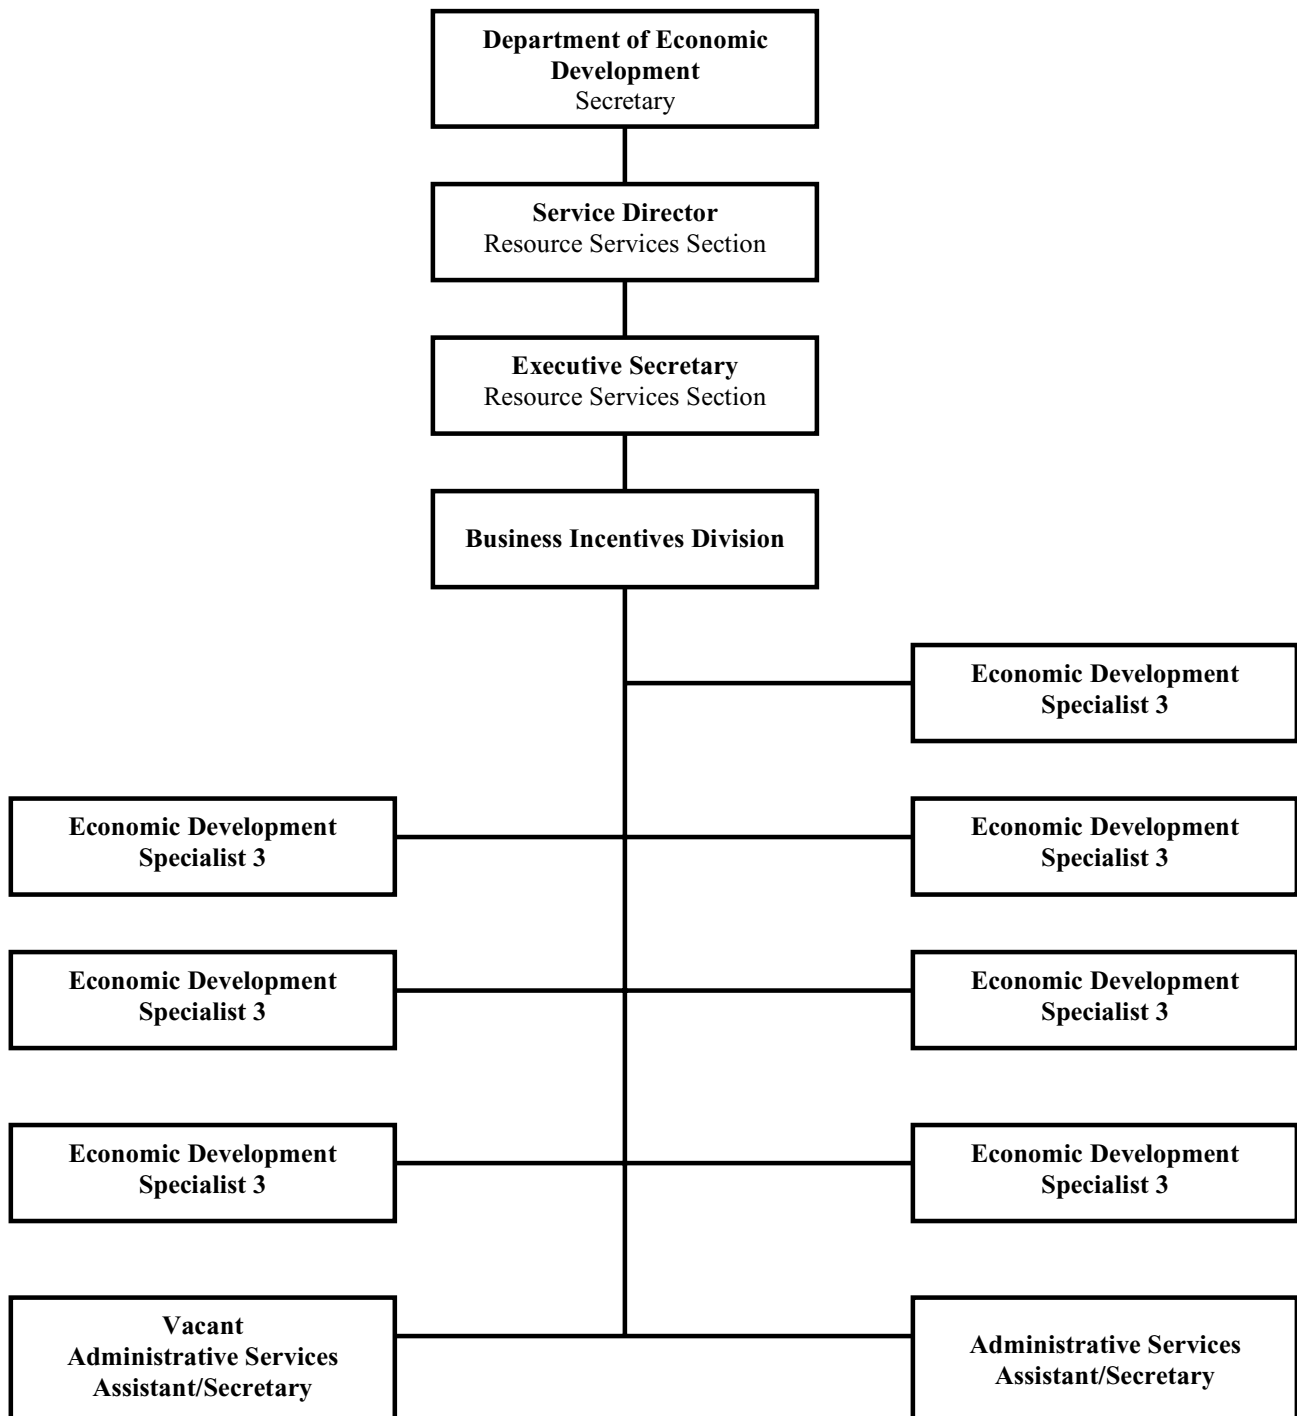 Department of Economic
Development
Secretary
Service Director
Resource Services Section
Executive Secretary
Resource Services Section
Business Incentives Division
Economic Development
Specialist 3
Economic Development
Specialist 3
Economic Development
Specialist 3
Economic Development
Specialist 3
Economic Development
Specialist 3
Economic Development
Specialist 3
Economic Development
Specialist 3
Vacant
Administrative Services
Assistant/Secretary
Administrative Services
Assistant/Secretary